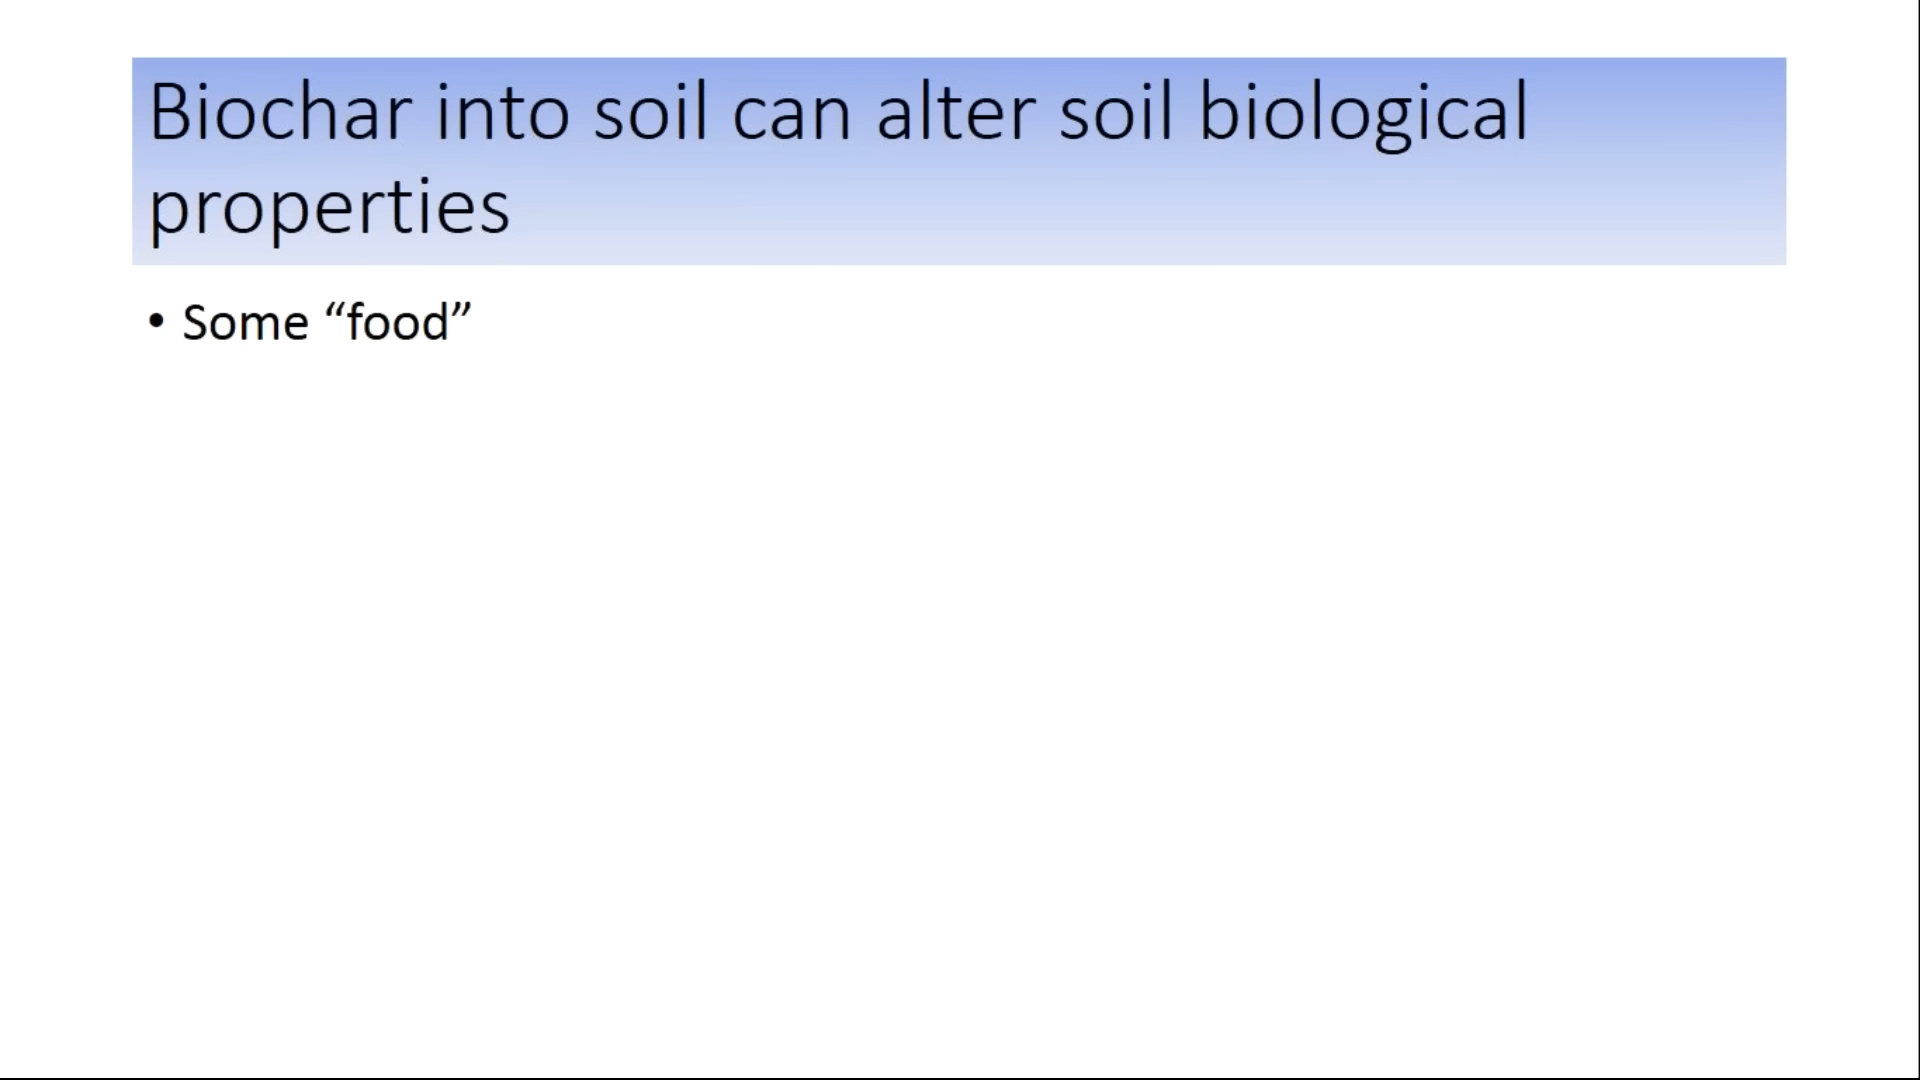 Biochar into soil can alter soil biological
properties
• Some “food”